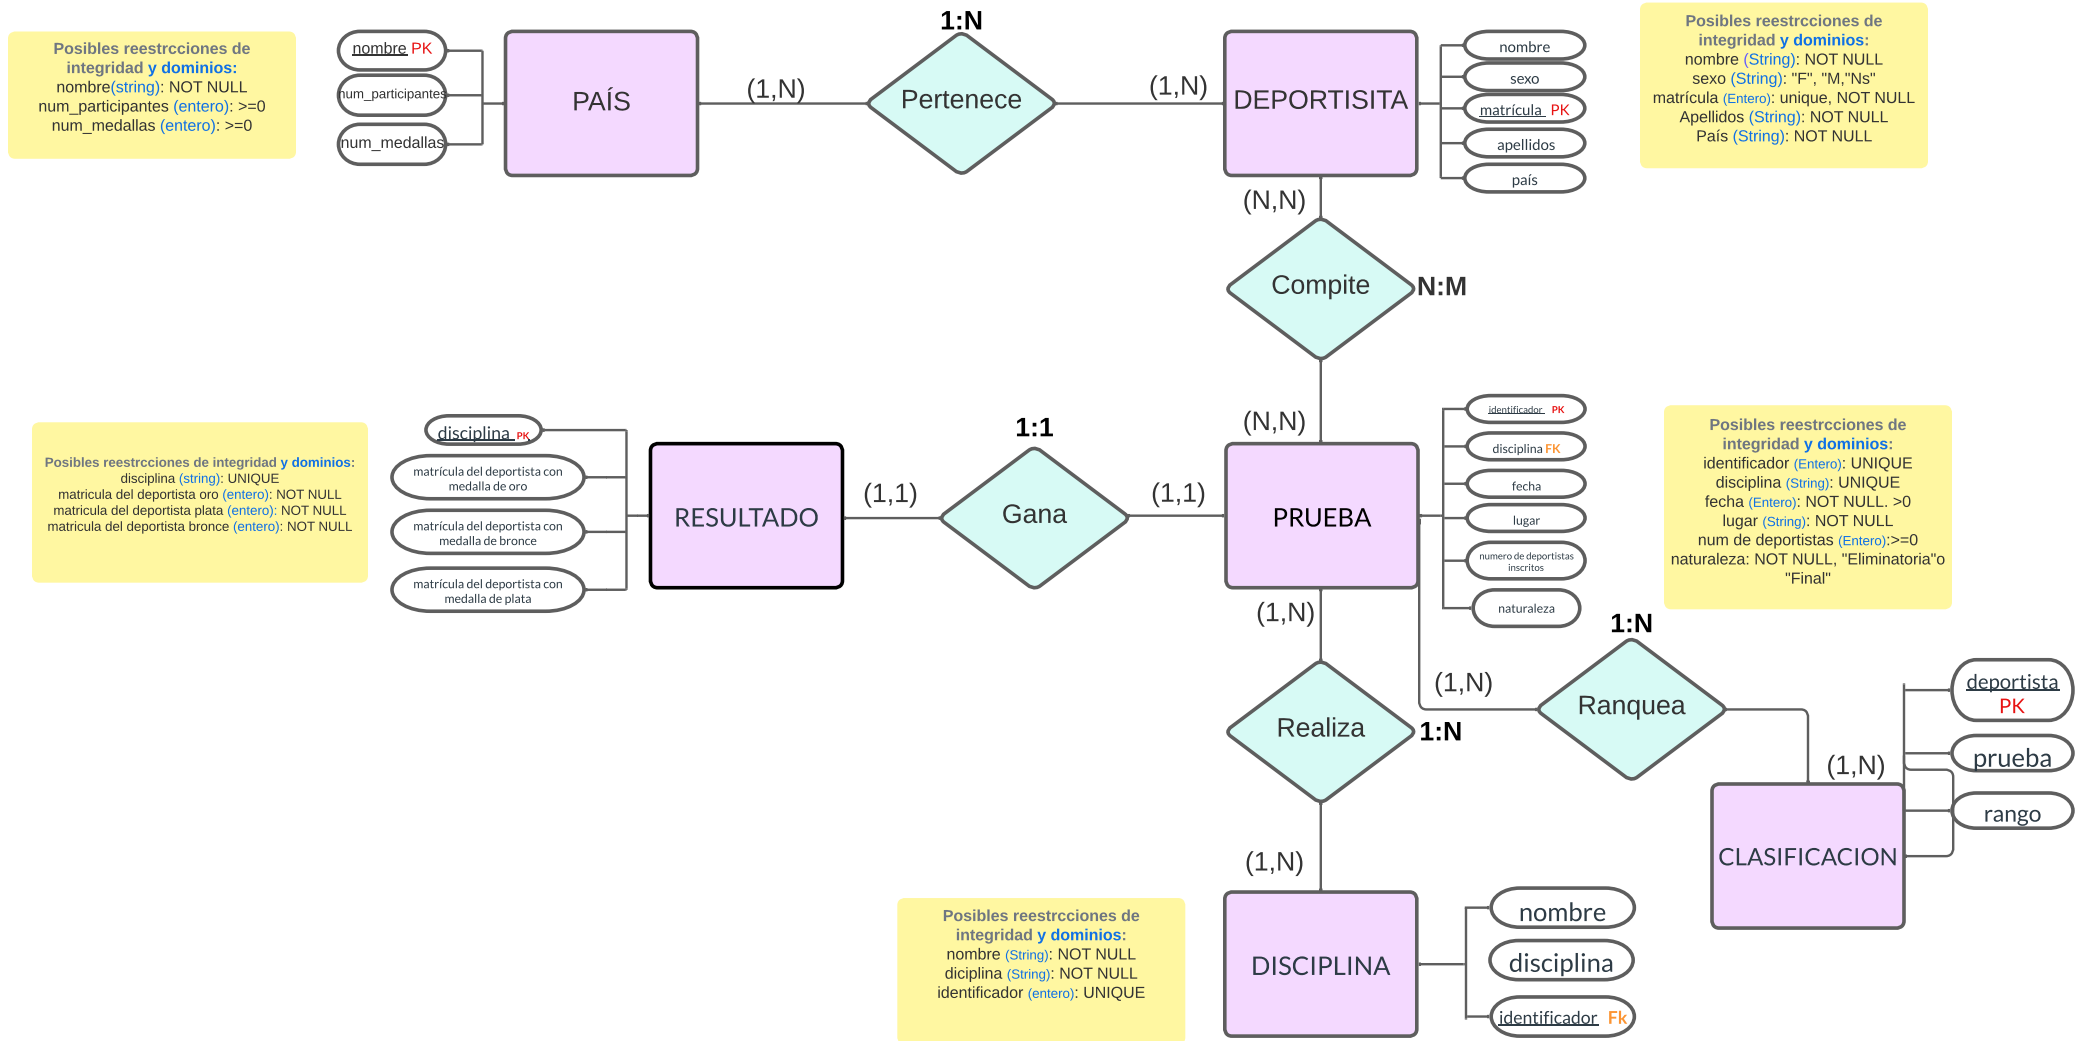 1:N
Posibles reestrcciones de
integridad y dominios:
nombre(string): NOT NULL
num_participantes (entero): >=0
num_medallas (entero): >=0
nombre PK
num_participantes
num_medallas
PAÍS
(1,N)
Pertenece
(1,N)
DEPORTISITA
nombre
sexo
matrícula PK
apellidos
país
Posibles reestrcciones de
integridad y dominios:
nombre (String): NOT NULL
sexo (String): "F", "M,"Ns"
matrícula (Entero): unique, NOT NULL
Apellidos (String): NOT NULL
País (String): NOT NULL
(N,N)
Compite
N:M
(N,N)
Posibles reestrcciones de integridad y dominios:
disciplina (string): UNIQUE
matricula del deportista oro (entero): NOT NULL
matricula del deportista plata (entero): NOT NULL
matricula del deportista bronce (entero): NOT NULL
disciplina PK
matrícula del deportista con
medalla de oro
matrícula del deportista con
medalla de bronce
matrícula del deportista con
medalla de plata
RESULTADO
(1,1)
1:1
Gana
(1,1)
PRUEBA
identificador PK
disciplina FK
fecha
lugar
numero de deportistas
inscritos
naturaleza
Posibles reestrcciones de
integridad y dominios:
identificador (Entero): UNIQUE
disciplina (String): UNIQUE
fecha (Entero): NOT NULL. >0
lugar (String): NOT NULL
num de deportistas (Entero):>=0
naturaleza: NOT NULL, "Eliminatoria"o
"Final"
(1,N)
Realiza
1:N
(1,N)
(1,N)
1:N
Ranquea
(1,N)
CLASIFICACION
deportista
PK
prueba
rango
Posibles reestrcciones de
integridad y dominios:
nombre (String): NOT NULL
diciplina (String): NOT NULL
identificador (entero): UNIQUE
DISCIPLINA
nombre
disciplina
identificador Fk